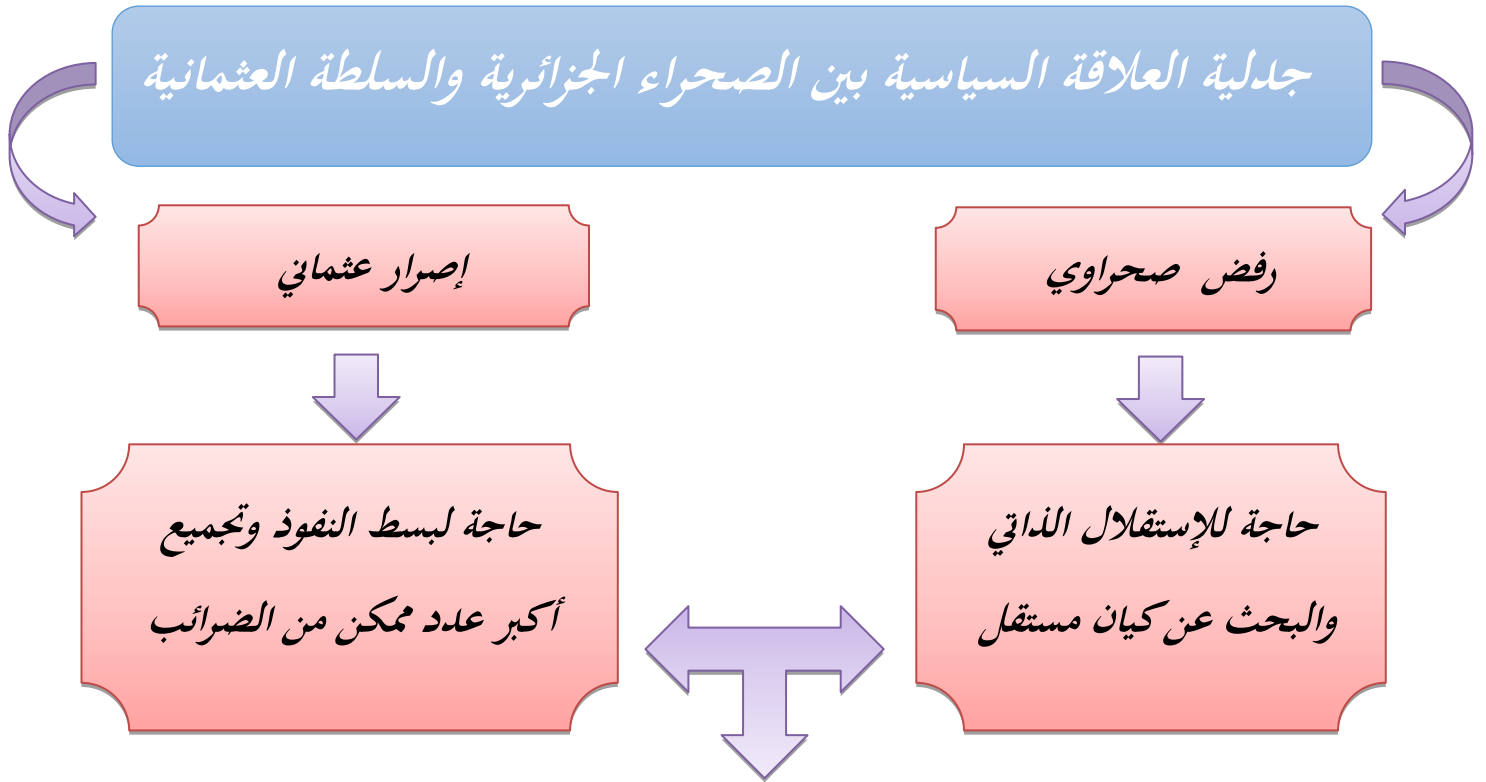 جدلية العلاقة السياسية بين الصحراء الجزائرية والسلطة العثمانية
رفض صحراوي
إصرار عثماني
حاجة للإستقلال الذاتي
والبحث عن كيان مستقل
حاجة لبسط النفوذ وتجميع
أكبر عدد ممكن من الضرائب